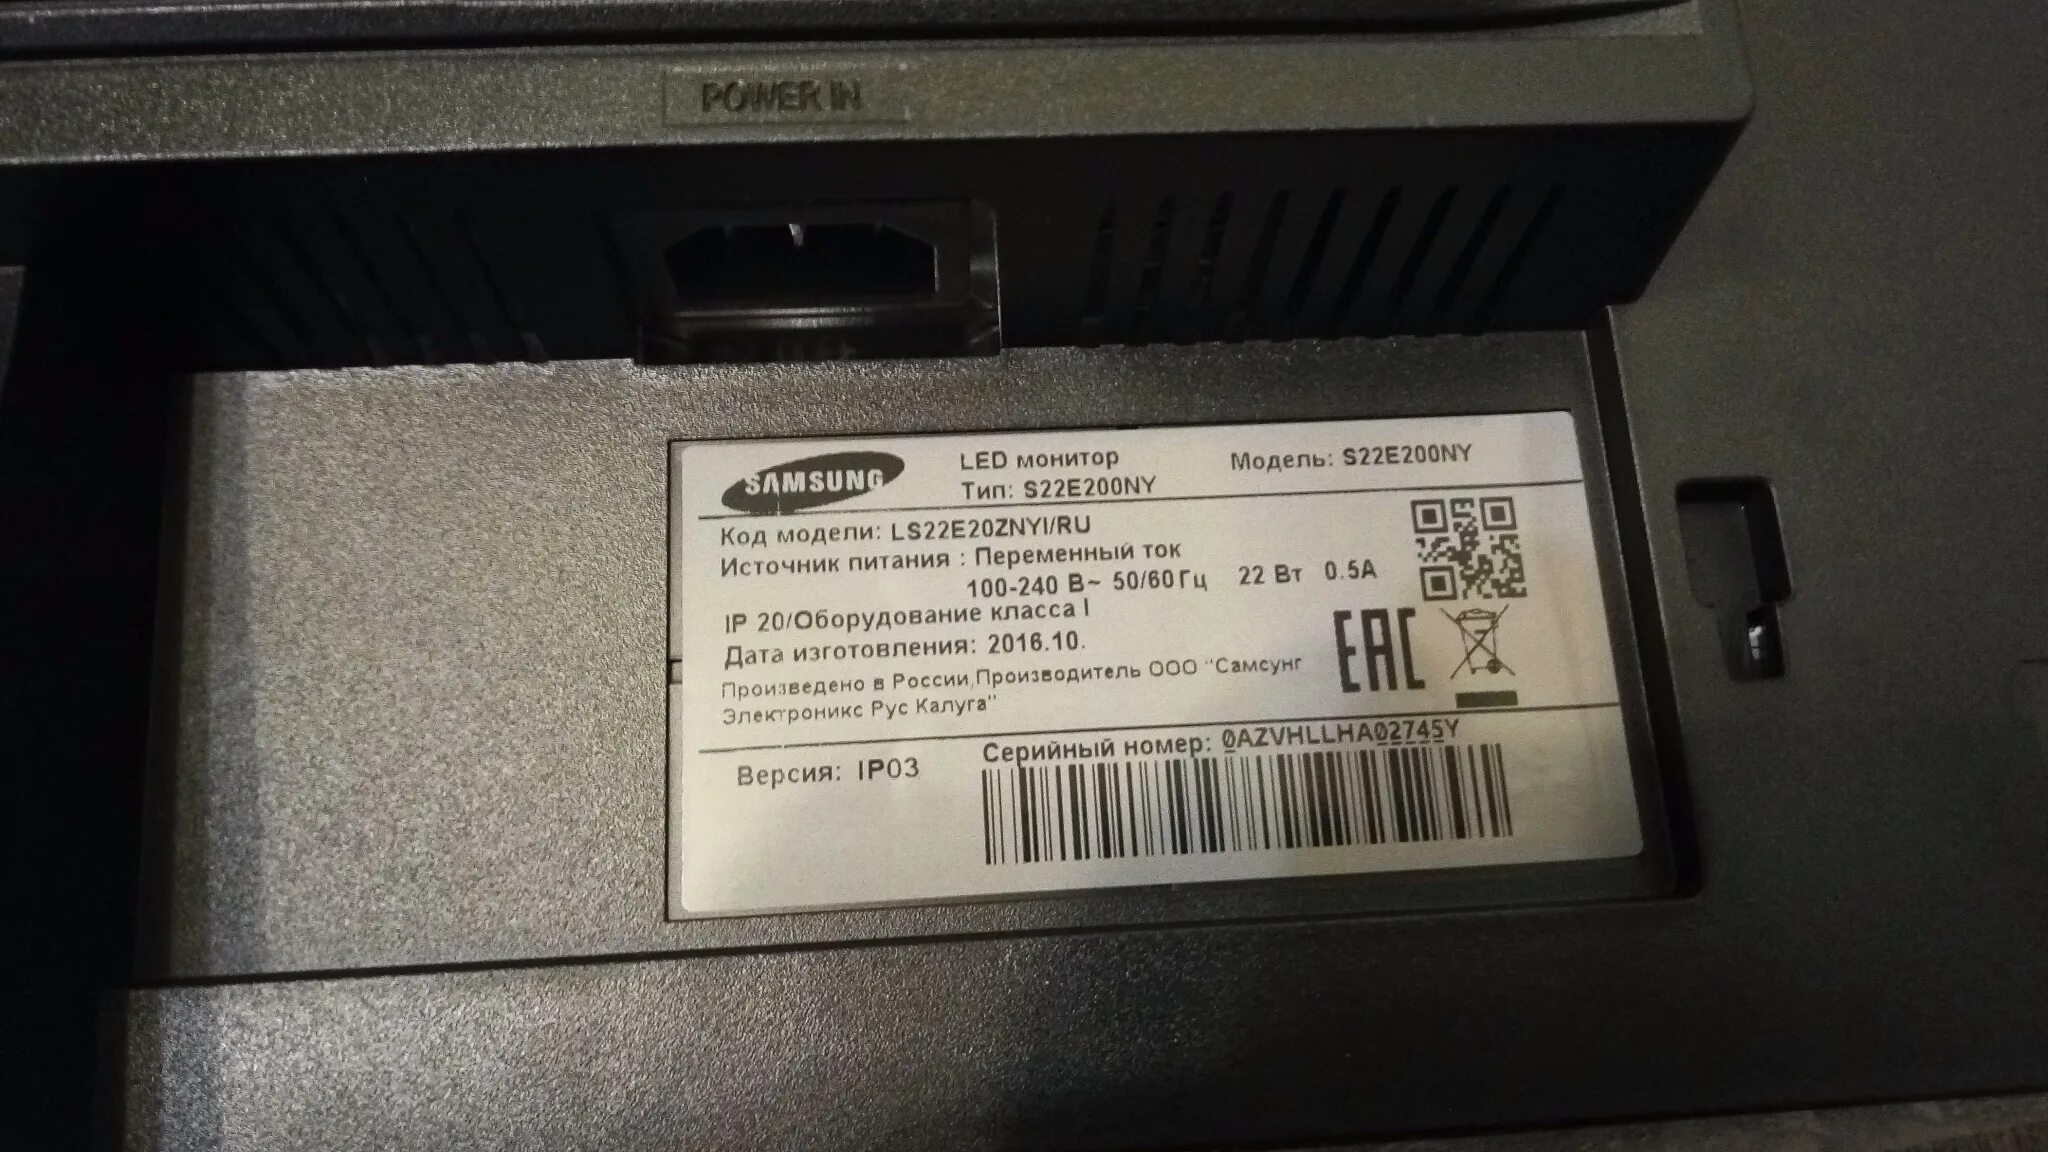 POWER IN
SAMSUNG
LED монитор
Тип: S22E200NY
Модель: S22E200NY
Код модели: LS22E20ZNYI/RU
Источник питания : Переменный ток
100-240 В~ 50/60 Гц 22 Вт 0.5A
IP 20/Оборудование класса I
Дата изготовления: 2016.10.
Произведено в России,Производитель ООО "Самсунг
Электроникс Рус Калуга"
EAC
Версия: IP03
Серийный номер: 0AZVHLLHA02745Y